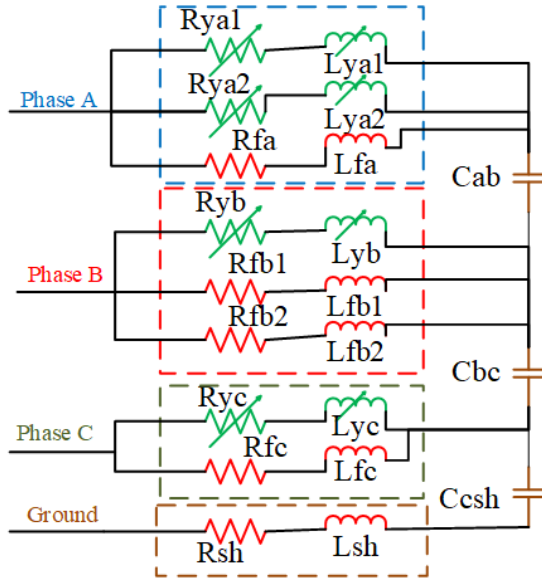 Rya1
Lya1
Rya2
Phase A
Lya2
Rfa
Lfa
Cab
Ryb
Lyb
Phase B
Rfb1
Lfb1
Rfb2
Lfb2
Cbc
Ryc
Lyc
Phase C
Rfc
Lfc
Ccsh
Ground
Rsh
Lsh